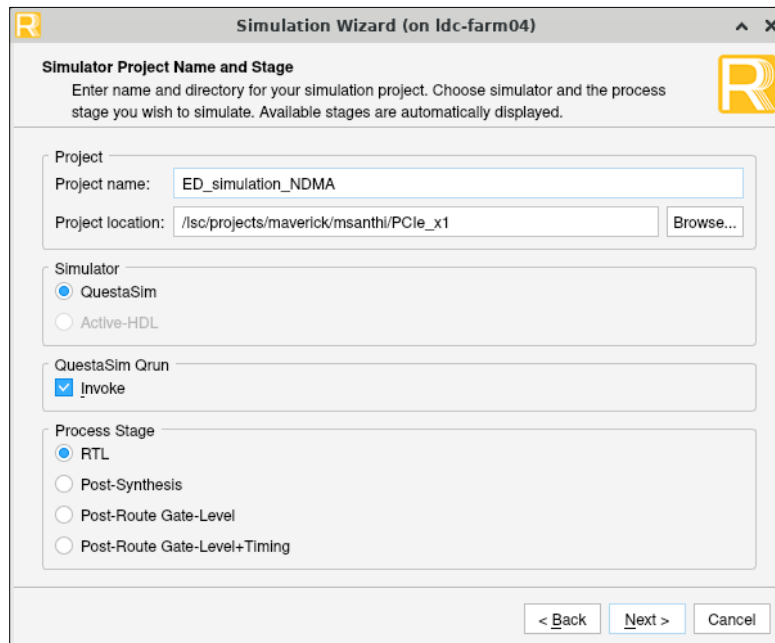 Simulation Wizard (on ldc-farm04)
Simulator Project Name and Stage
Enter name and directory for your simulation project. Choose simulator and the process
stage you wish to simulate. Available stages are automatically displayed.
Project
Project name: ED_simulation_NDMA
Project location: /lsc/projects/maverick/msanthi/PCIe_x1 Browse...
Simulator
QuestaSim
Active-HDL
QuestaSim Qrun
Invoke
Process Stage
RTL
Post-Synthesis
Post-Route Gate-Level
Post-Route Gate-Level+Timing
< Back Next > Cancel